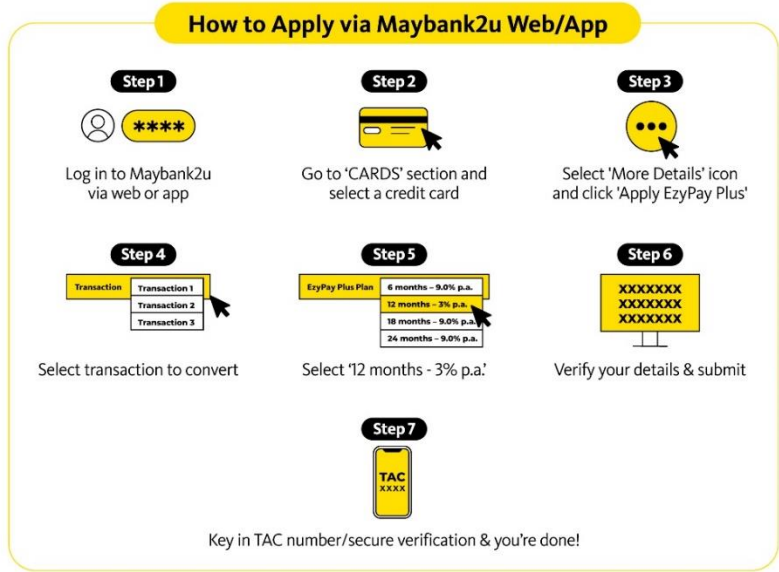 How to Apply via Maybank2u Web/App
Step 1
****
Log in to Maybank2u
via web or app
Step 2
Go to ‘CARDS’ section and
select a credit card
Step 3
Select 'More Details' icon
and click 'Apply EzyPay Plus'
Step 4
Transaction
Transaction 1
Transaction 2
Transaction 3
Select transaction to convert
Step 5
EzyPay Plus Plan
6 months – 9.0% p.a.
12 months – 3% p.a.
18 months – 9.0% p.a.
24 months – 9.0% p.a.
Select ‘12 months - 3% p.a.’
Step 6
XXXXXXX
XXXXXXX
XXXXXXX
Verify your details & submit
Step 7
TAC
XXXX
Key in TAC number/secure verification & you’re done!